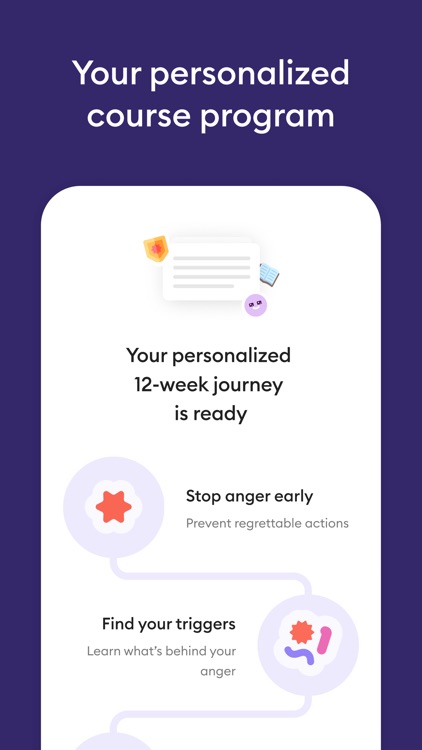 Your personalized
course program
Your personalized
12-week journey
is ready
Stop anger early
Prevent regrettable actions
Find your triggers
Learn what’s behind your
anger